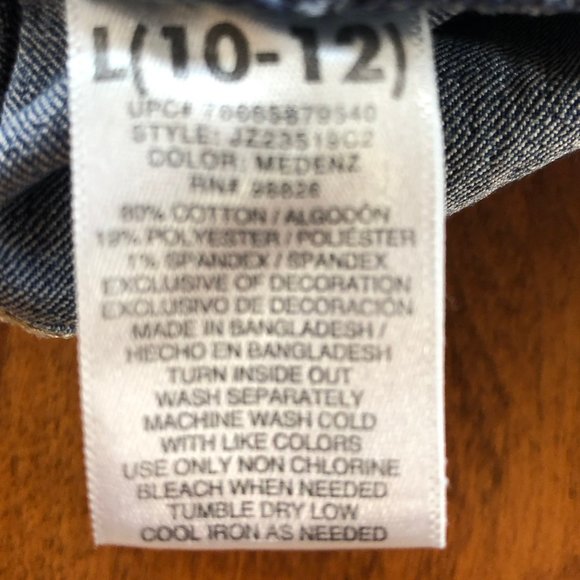 L(10-12)
UPC#
STYLE: JZ23519C2
COLOR: MEDENZ
RN#
80% COTTON / ALGODÓN
19% POLYESTER / POLIÉSTER
1% SPANDEX / SPANDEX
EXCLUSIVE OF DECORATION
EXCLUSIVO DE DECORACIÓN
MADE IN BANGLADESH /
HECHO EN BANGLADESH
TURN INSIDE OUT
WASH SEPARATELY
MACHINE WASH COLD
WITH LIKE COLORS
USE ONLY NON CHLORINE
BLEACH WHEN NEEDED
TUMBLE DRY LOW
COOL IRON AS NEEDED